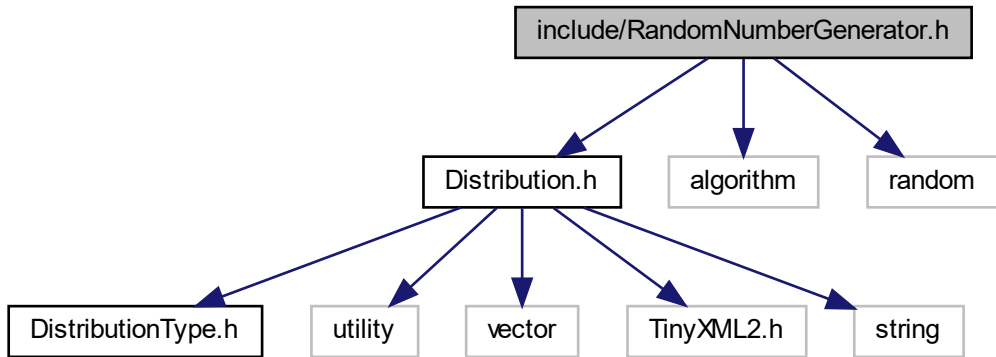 include/RandomNumberGenerator.h
Distribution.h
algorithm
random
DistributionType.h
utility
vector
TinyXML2.h
string